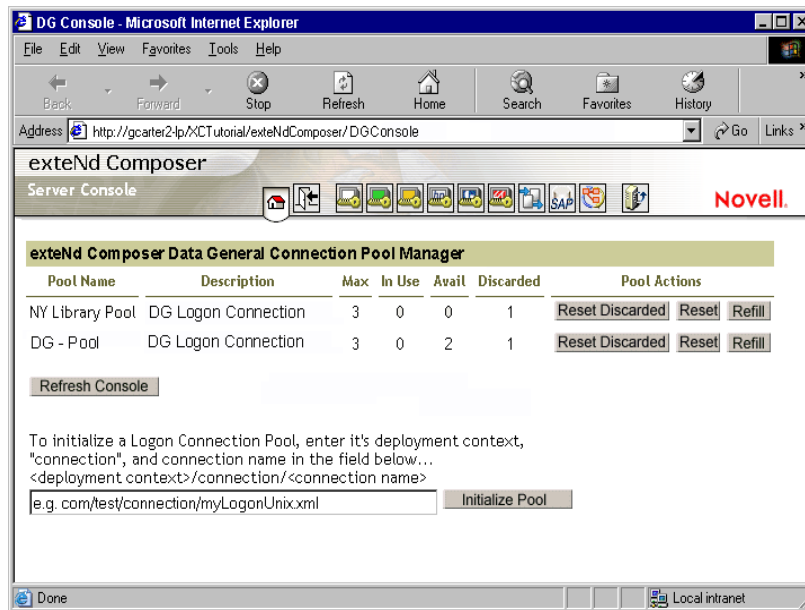 DG Console - Microsoft Internet Explorer
File Edit View Favorites Tools Help
Back Forward Stop Refresh Home Search Favorites History »
Address http://gcarter2-lp/XCTutorial/exteNdComposer/DGConsole Go Links »
exteNd Composer
Server Console
SAP
Novell.
exteNd Composer Data General Connection Pool Manager
Pool Name Description Max In Use Avail Discarded Pool Actions
NY Library Pool DG Logon Connection 3 0 0 1 Reset Discarded Reset Refill
DG - Pool DG Logon Connection 3 0 2 1 Reset Discarded Reset Refill
Refresh Console
To initialize a Logon Connection Pool, enter it's deployment context,
"connection", and connection name in the field below...
<deployment context>/connection/<connection name>
e.g. com/test/connection/myLogonUnix.xml Initialize Pool
Done Local intranet